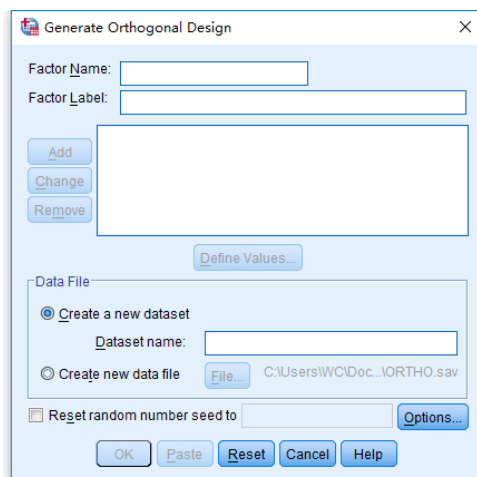 Generate Orthogonal Design
Factor Name:
Factor Label:
Add
Change
Remove
Define Values...
Data File
Create a new dataset
Dataset name:
Create new data file
File...
C:\Users\WC\Doc...\ORTHO.sav
Reset random number seed to
Options...
OK
Paste
Reset
Cancel
Help